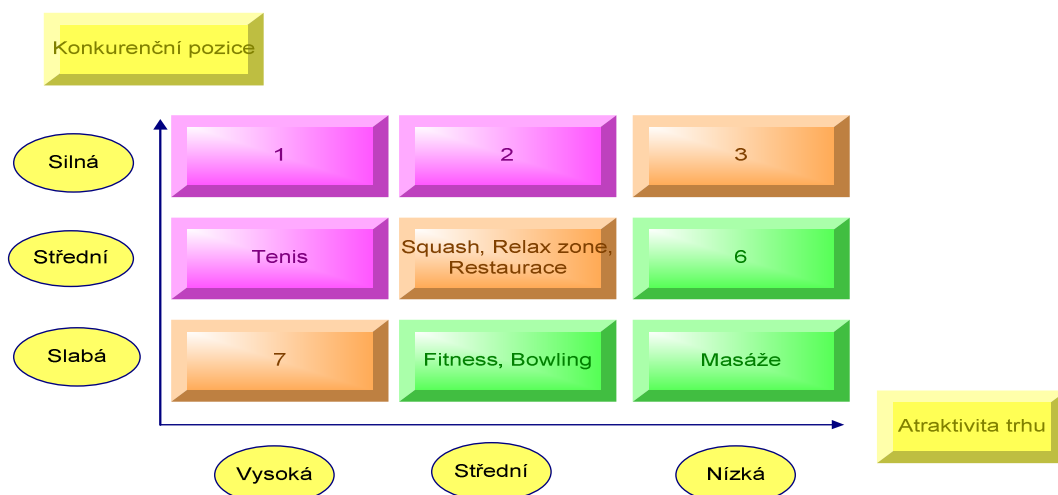 Konkurenční pozice
Silná
1
2
3
Střední
Tenis
Squash, Relax zone,
Restaurace
6
Slabá
7
Fitness, Bowling
Masáže
Atraktivita trhu
Vysoká
Střední
Nízká